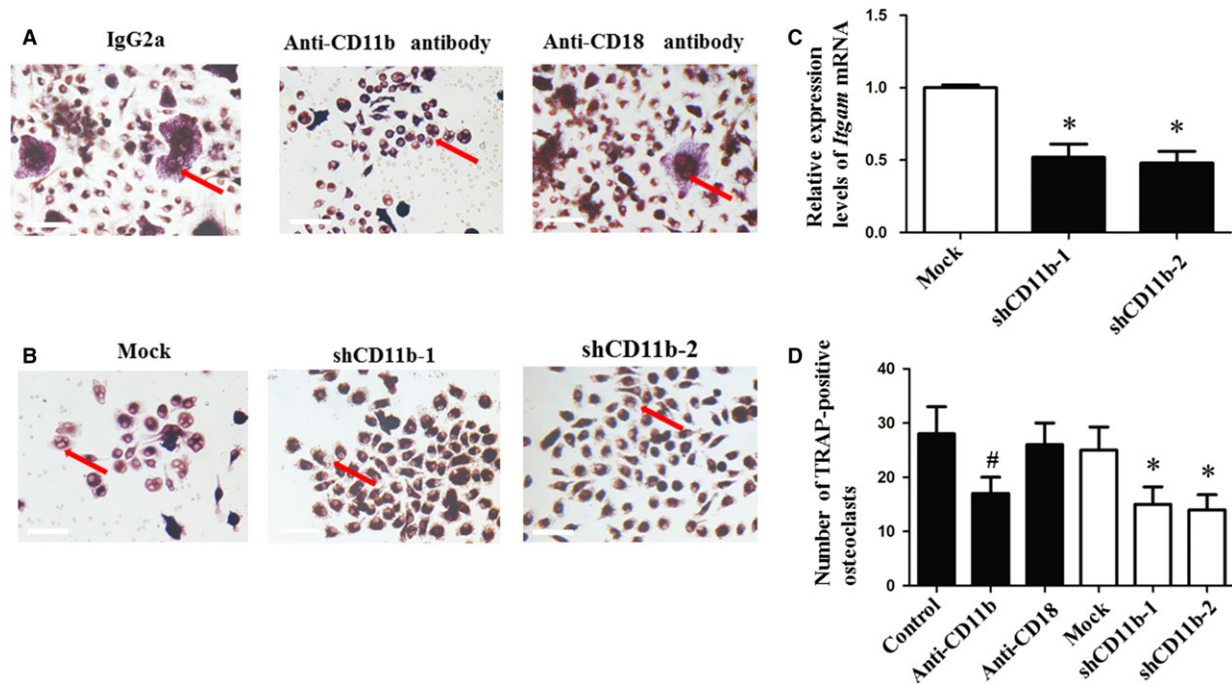 A
IgG2a
Anti-CD11b antibody
Anti-CD18 antibody
B
Mock
shCD11b-1
shCD11b-2
C
Relative expression
levels of Itgam mRNA
1.5
1.0
0.5
0.0
*
*
Mock
shCD11b-1
shCD11b-2
D
Number of TRAP-positive
osteoclasts
40
30
20
10
0
#
*
*
Control
Anti-CD11b
Anti-CD18
Mock
shCD11b-1
shCD11b-2